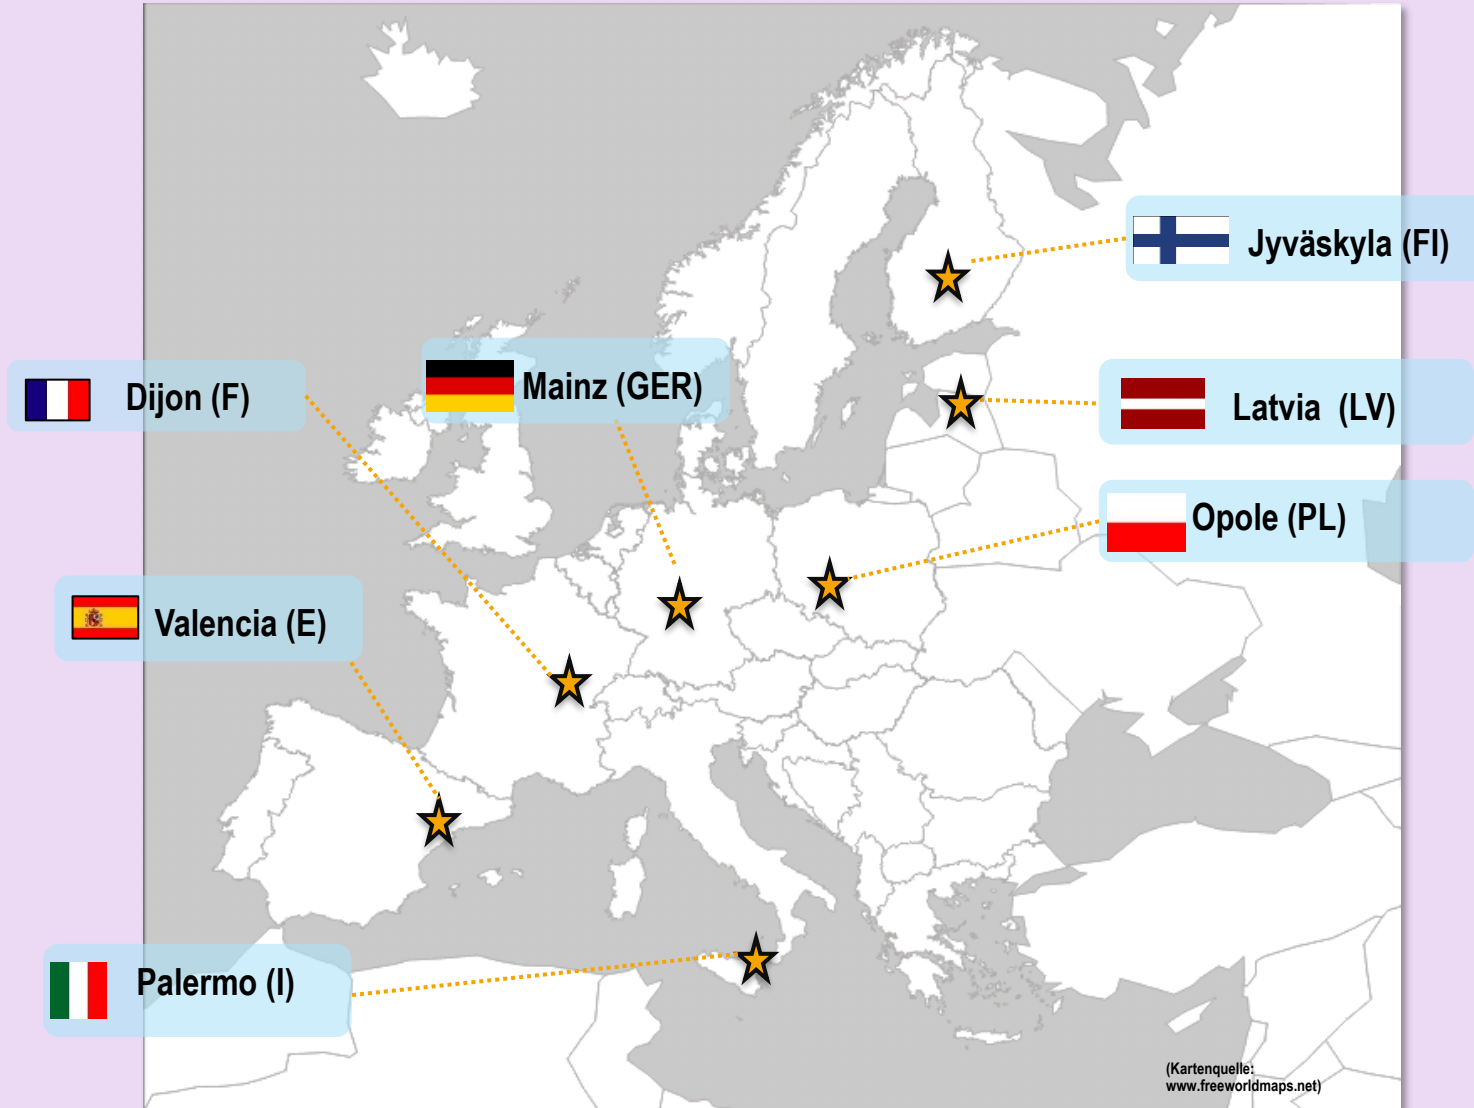 Jyväskyla (FI)
Dijon (F)
Mainz (GER)
Latvia (LV)
Opole (PL)
Valencia (E)
Palermo (I)
(Kartenquelle:
www.freeworldmaps.net)